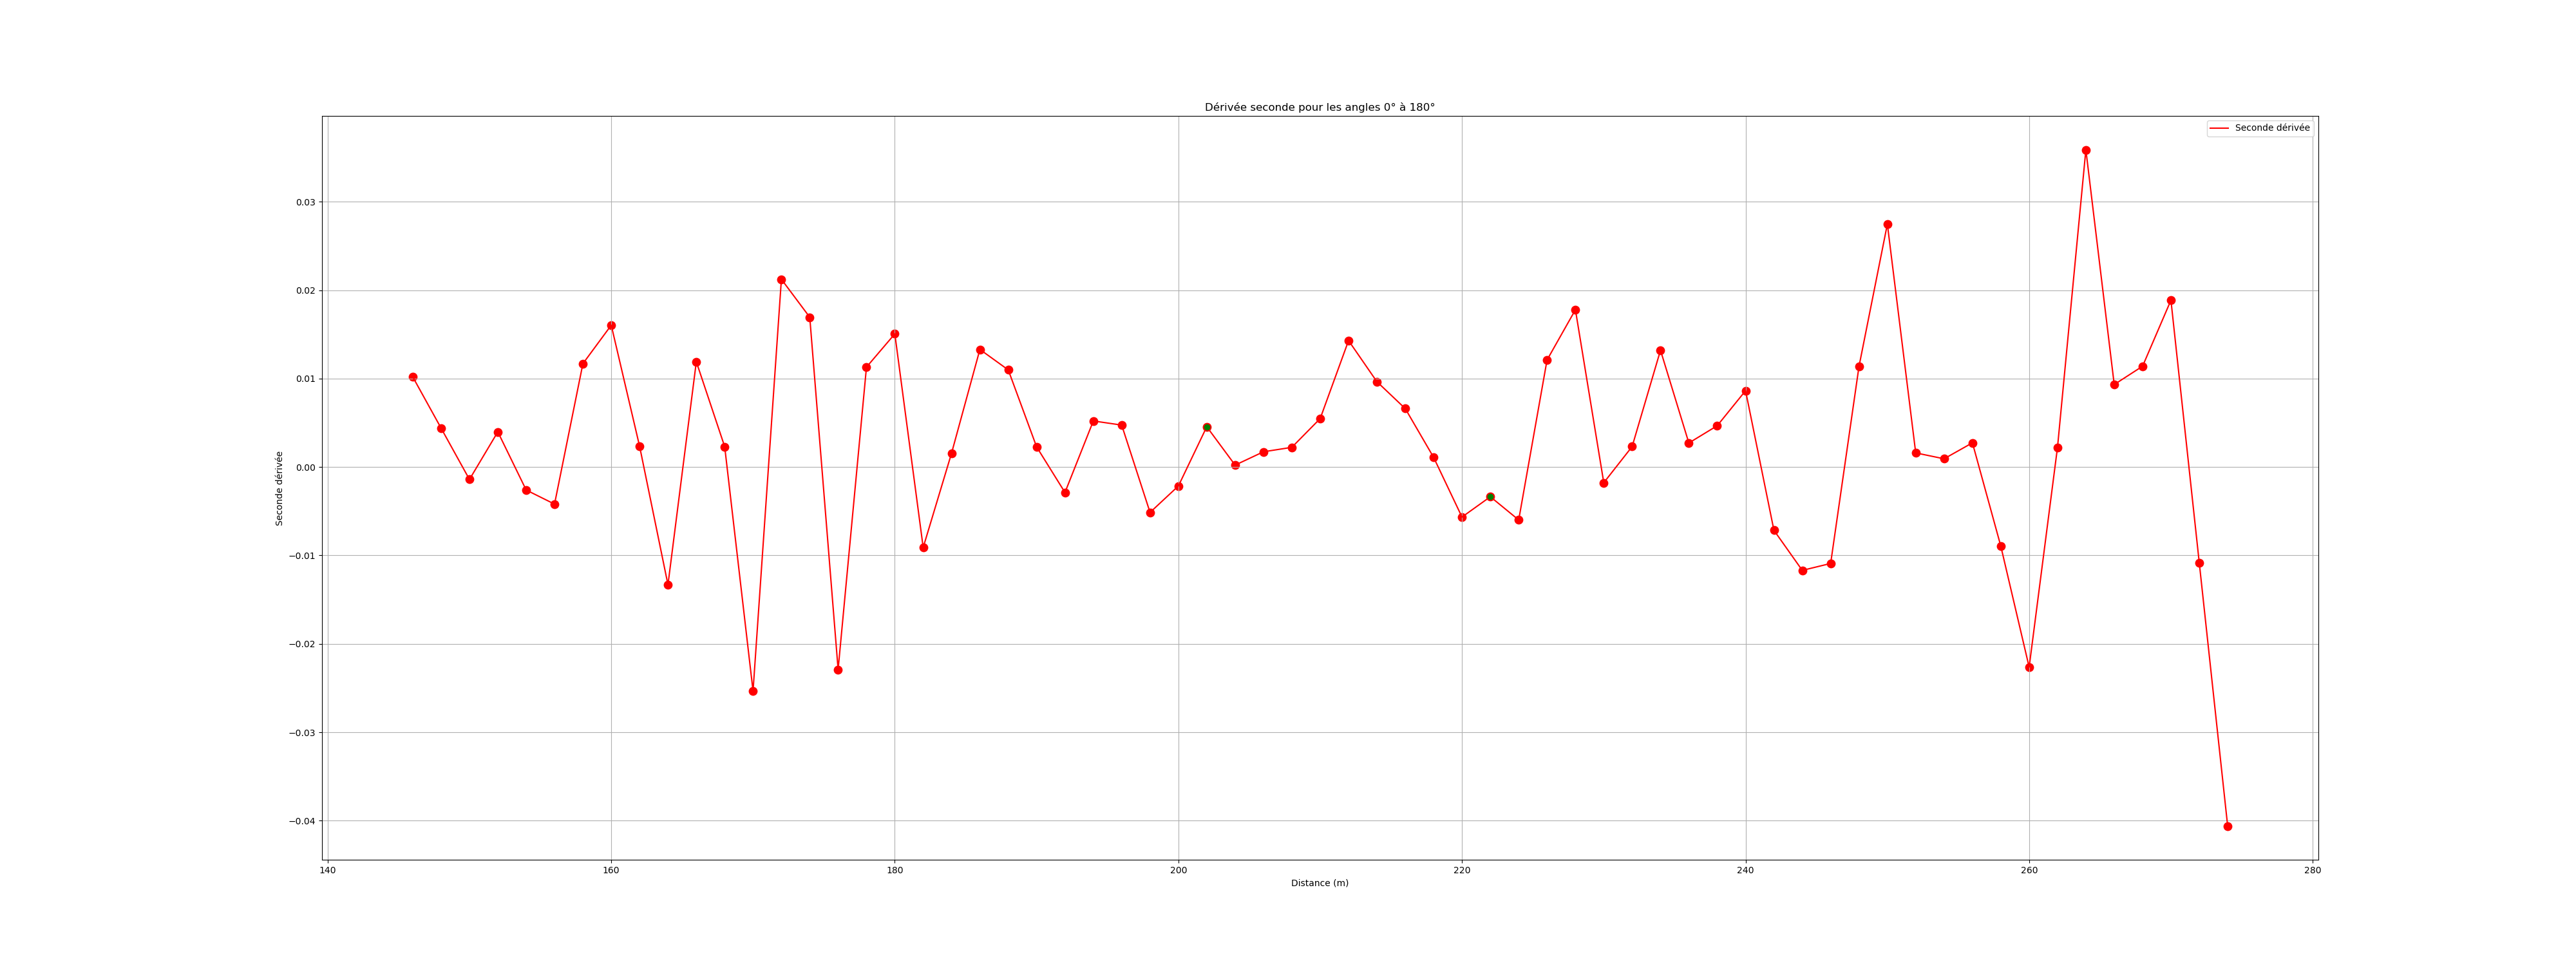 Dérivée seconde pour les angles 0° à 180°
Seconde dérivée
0.03
0.02
0.01
0.00
−0.01
−0.02
−0.03
−0.04
Seconde dérivée
140 160 180 200 220 240 260 280
Distance (m)